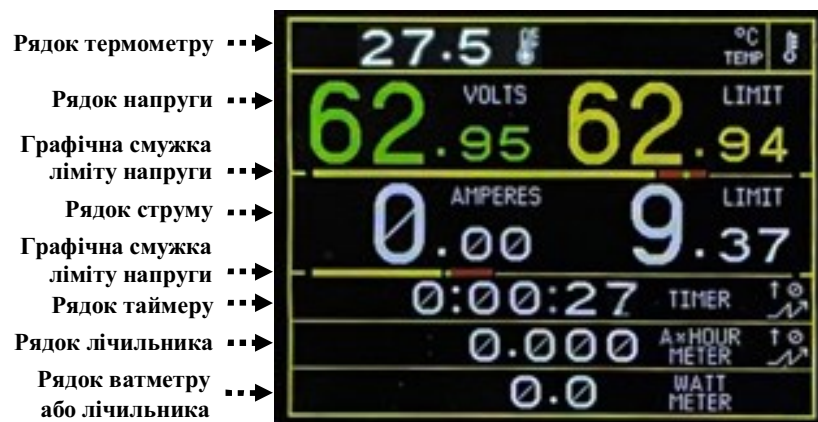 Рядок термометру
27.5
°C
TEMP
Рядок напруги
VOLTS
LIMIT
62.95
62.94
Графічна смужка
ліміту напруги
Рядок струму
AMPERES
LIMIT
0.00
9.37
Графічна смужка
ліміту напруги
Рядок таймеру
0:00:27
TIMER
↑0
Рядок лічильника
0.000
A×HOUR
METER
↑0
Рядок ватметру
або лічильника
0.0
WATT
METER